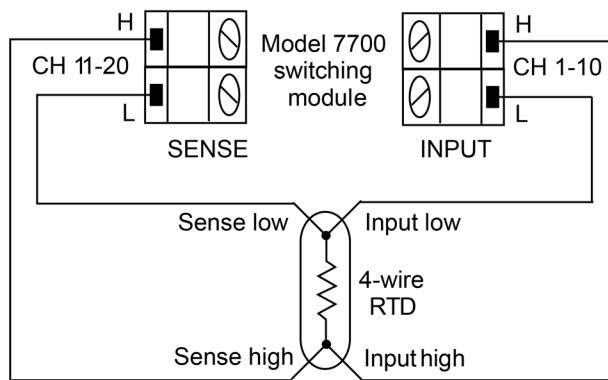 H
H
CH 11-20
Model 7700
switching
module
CH 1-10
L
L
SENSE
INPUT
Sense low
Input low
4-wire
RTD
Sense high
Input high